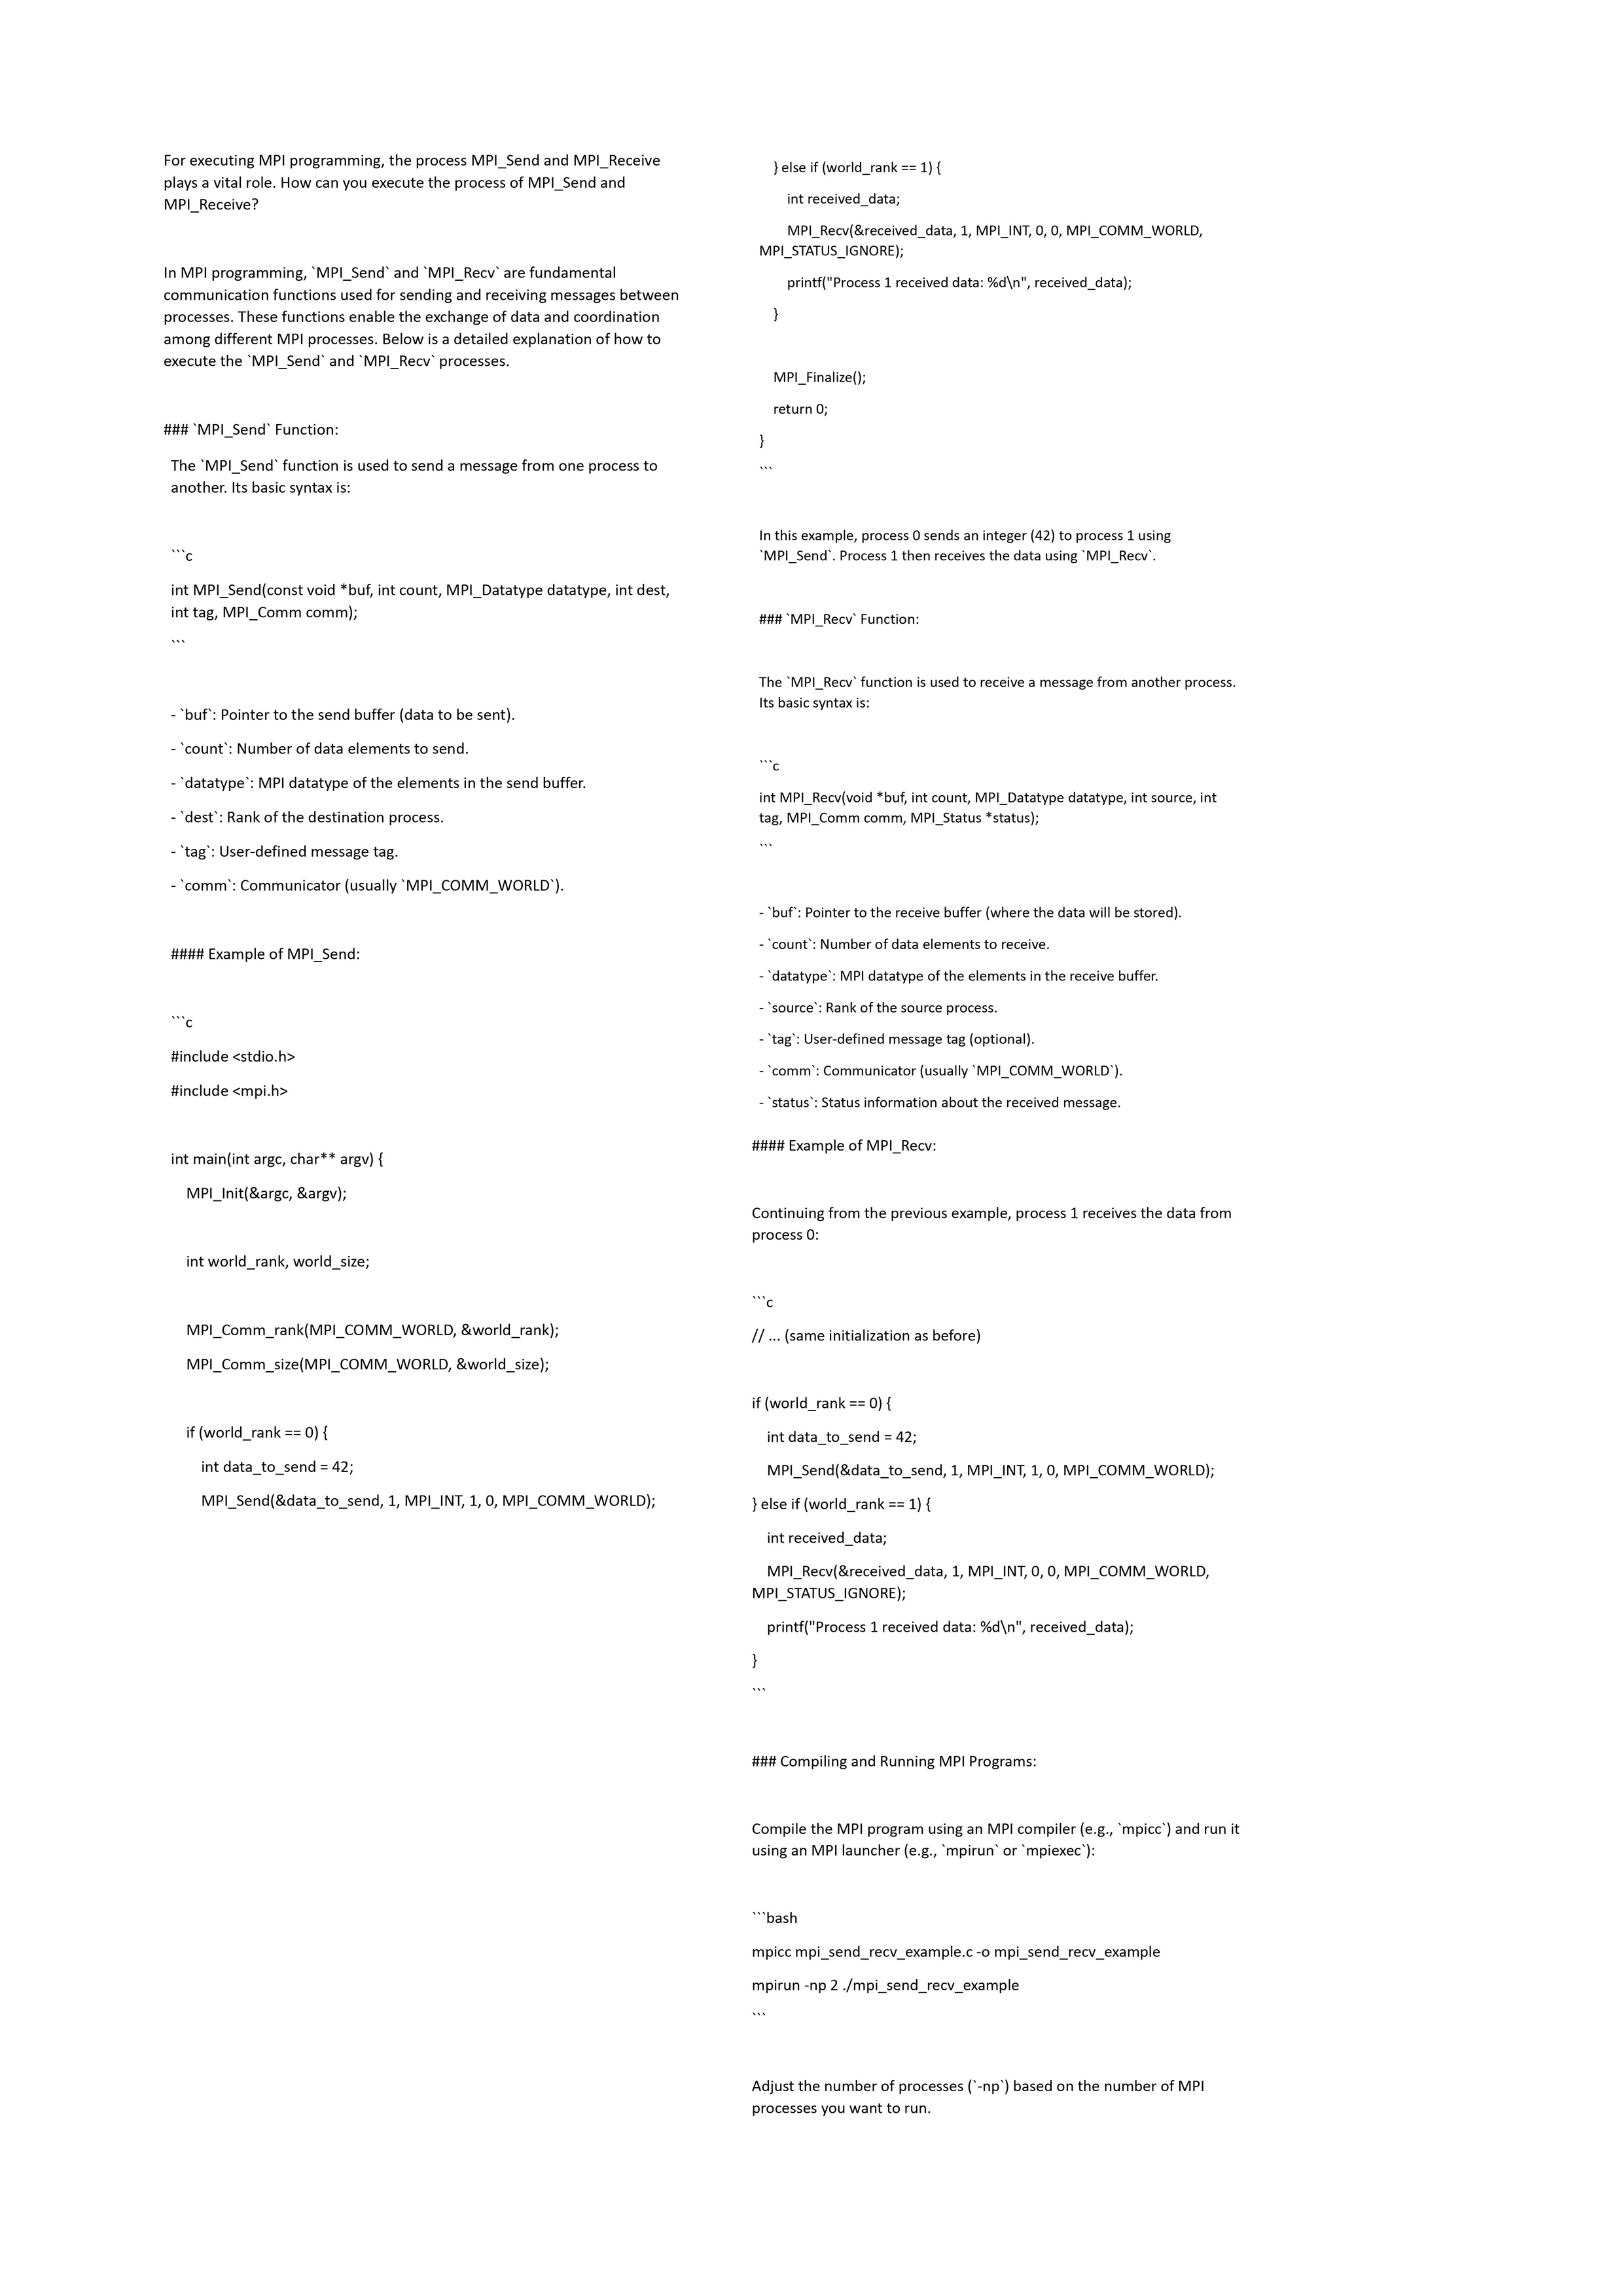 For executing MPI programming, the process MPI_Send and MPI_Receive
plays a vital role. How can you execute the process of MPI_Send and
MPI_Receive?
In MPI programming, `MPI_Send` and `MPI_Recv` are fundamental
communication functions used for sending and receiving messages between
processes. These functions enable the exchange of data and coordination
among different MPI processes. Below is a detailed explanation of how to
execute the `MPI_Send` and `MPI_Recv` processes.
### `MPI_Send` Function:
The `MPI_Send` function is used to send a message from one process to
another. Its basic syntax is:
```c
int MPI_Send(const void *buf, int count, MPI_Datatype datatype, int dest,
int tag, MPI_Comm comm);
```
- `buf`: Pointer to the send buffer (data to be sent).
- `count`: Number of data elements to send.
- `datatype`: MPI datatype of the elements in the send buffer.
- `dest`: Rank of the destination process.
- `tag`: User-defined message tag.
- `comm`: Communicator (usually `MPI_COMM_WORLD`).
#### Example of MPI_Send:
```c
#include <stdio.h>
#include <mpi.h>
int main(int argc, char** argv) {
MPI_Init(&argc, &argv);
int world_rank, world_size;
MPI_Comm_rank(MPI_COMM_WORLD, &world_rank);
MPI_Comm_size(MPI_COMM_WORLD, &world_size);
if (world_rank == 0) {
int data_to_send = 42;
MPI_Send(&data_to_send, 1, MPI_INT, 1, 0, MPI_COMM_WORLD);
} else if (world_rank == 1) {
int received_data;
MPI_Recv(&received_data, 1, MPI_INT, 0, 0, MPI_COMM_WORLD,
MPI_STATUS_IGNORE);
printf("Process 1 received data: %d\n", received_data);
}
MPI_Finalize();
return 0;
}
```
In this example, process 0 sends an integer (42) to process 1 using
`MPI_Send`. Process 1 then receives the data using `MPI_Recv`.
### `MPI_Recv` Function:
The `MPI_Recv` function is used to receive a message from another process.
Its basic syntax is:
```c
int MPI_Recv(void *buf, int count, MPI_Datatype datatype, int source, int
tag, MPI_Comm comm, MPI_Status *status);
```
- `buf`: Pointer to the receive buffer (where the data will be stored).
- `count`: Number of data elements to receive.
- `datatype`: MPI datatype of the elements in the receive buffer.
- `source`: Rank of the source process.
- `tag`: User-defined message tag (optional).
- `comm`: Communicator (usually `MPI_COMM_WORLD`).
- `status`: Status information about the received message.
#### Example of MPI_Recv:
Continuing from the previous example, process 1 receives the data from
process 0:
```c
// ... (same initialization as before)
if (world_rank == 0) {
int data_to_send = 42;
MPI_Send(&data_to_send, 1, MPI_INT, 1, 0, MPI_COMM_WORLD);
} else if (world_rank == 1) {
int received_data;
MPI_Recv(&received_data, 1, MPI_INT, 0, 0, MPI_COMM_WORLD,
MPI_STATUS_IGNORE);
printf("Process 1 received data: %d\n", received_data);
}
```
### Compiling and Running MPI Programs:
Compile the MPI program using an MPI compiler (e.g., `mpicc`) and run it
using an MPI launcher (e.g., `mpirun` or `mpiexec`):
```bash
mpicc mpi_send_recv_example.c -o mpi_send_recv_example
mpirun -np 2 ./mpi_send_recv_example
```
Adjust the number of processes (`-np`) based on the number of MPI
processes you want to run.